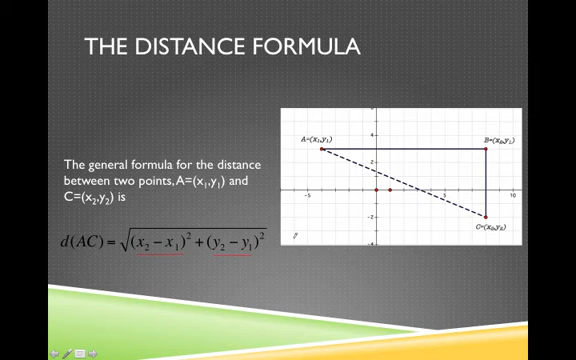 THE DISTANCE FORMULA
The general formula for the distance
between two points, A=(x₁,y₁) and
C=(x₂,y₂) is
d(AC) = √(x₂ − x₁)² + (y₂ − y₁)²
A=(x₁,y₁)
B=(x₂,y₁)
C=(x₂,y₂)
4
2
-5
5
10
-2
-4